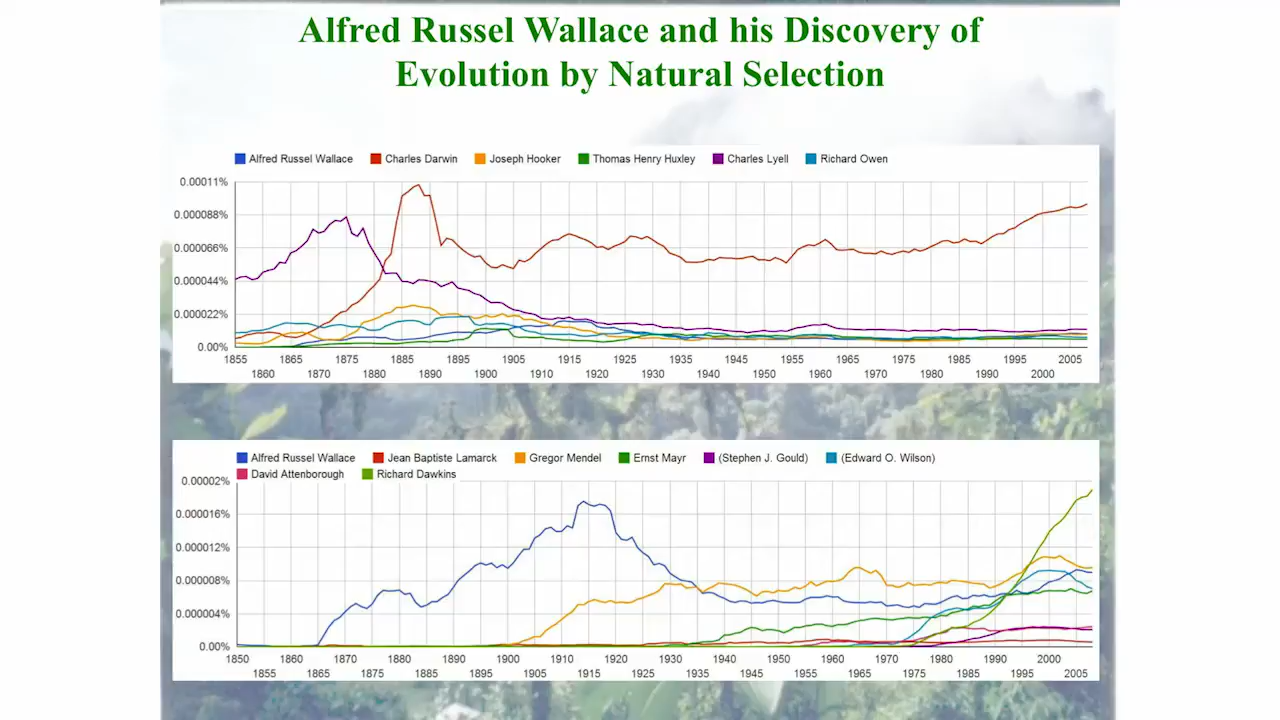 Alfred Russel Wallace and his Discovery of
Evolution by Natural Selection
Alfred Russel Wallace Charles Darwin Joseph Hooker Thomas Henry Huxley Charles Lyell Richard Owen
0.00011%
0.000088%
0.000066%
0.000044%
0.000022%
0.00%
1855 1865 1875 1885 1895 1905 1915 1925 1935 1945 1955 1965 1975 1985 1995 2005
1860 1870 1880 1890 1900 1910 1920 1930 1940 1950 1960 1970 1980 1990 2000
Alfred Russel Wallace Jean Baptiste Lamarck Gregor Mendel Ernst Mayr (Stephen J. Gould) (Edward O. Wilson)
David Attenborough Richard Dawkins
0.00002%
0.000016%
0.000012%
0.000008%
0.000004%
0.00%
1850 1860 1870 1880 1890 1900 1910 1920 1930 1940 1950 1960 1970 1980 1990 2000
1855 1865 1875 1885 1895 1905 1915 1925 1935 1945 1955 1965 1975 1985 1995 2005